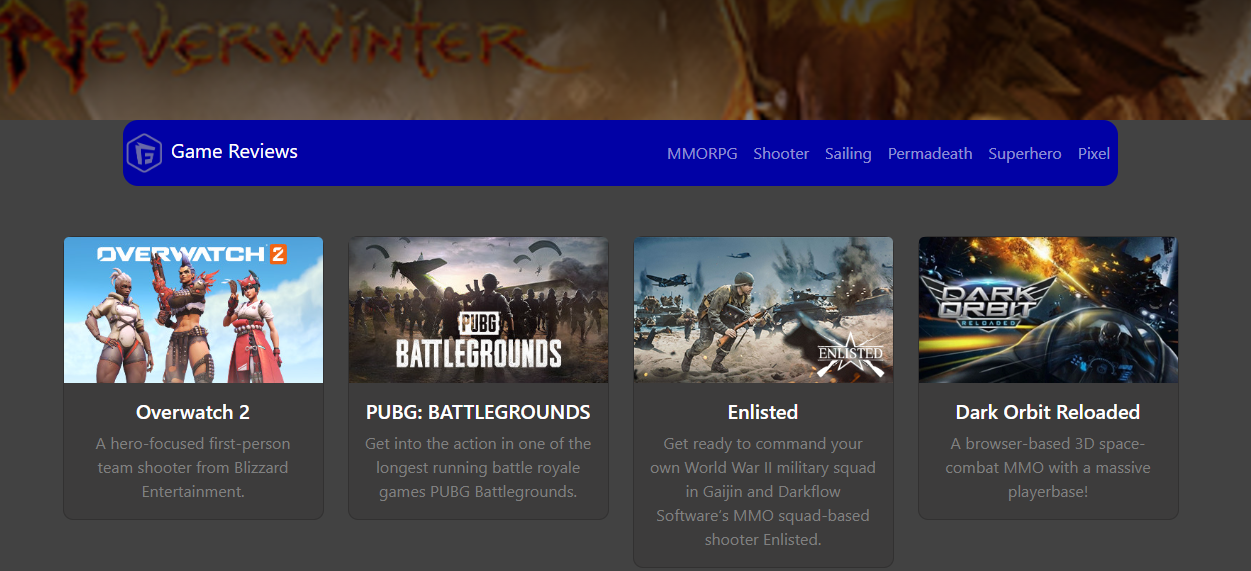 NEVERWINTER
Game Reviews
MMORPG Shooter Sailing Permadeath Superhero Pixel
OVERWATCH 2
PUBG
BATTLEGROUNDS
ENLISTED
DARK
ORBIT
RELOADED
Overwatch 2
A hero-focused first-person
team shooter from Blizzard
Entertainment.
PUBG: BATTLEGROUNDS
Get into the action in one of the
longest running battle royale
games PUBG Battlegrounds.
Enlisted
Get ready to command your
own World War II military squad
in Gaijin and Darkflow
Software's MMO squad-based
shooter Enlisted.
Dark Orbit Reloaded
A browser-based 3D space-
combat MMO with a massive
playerbase!